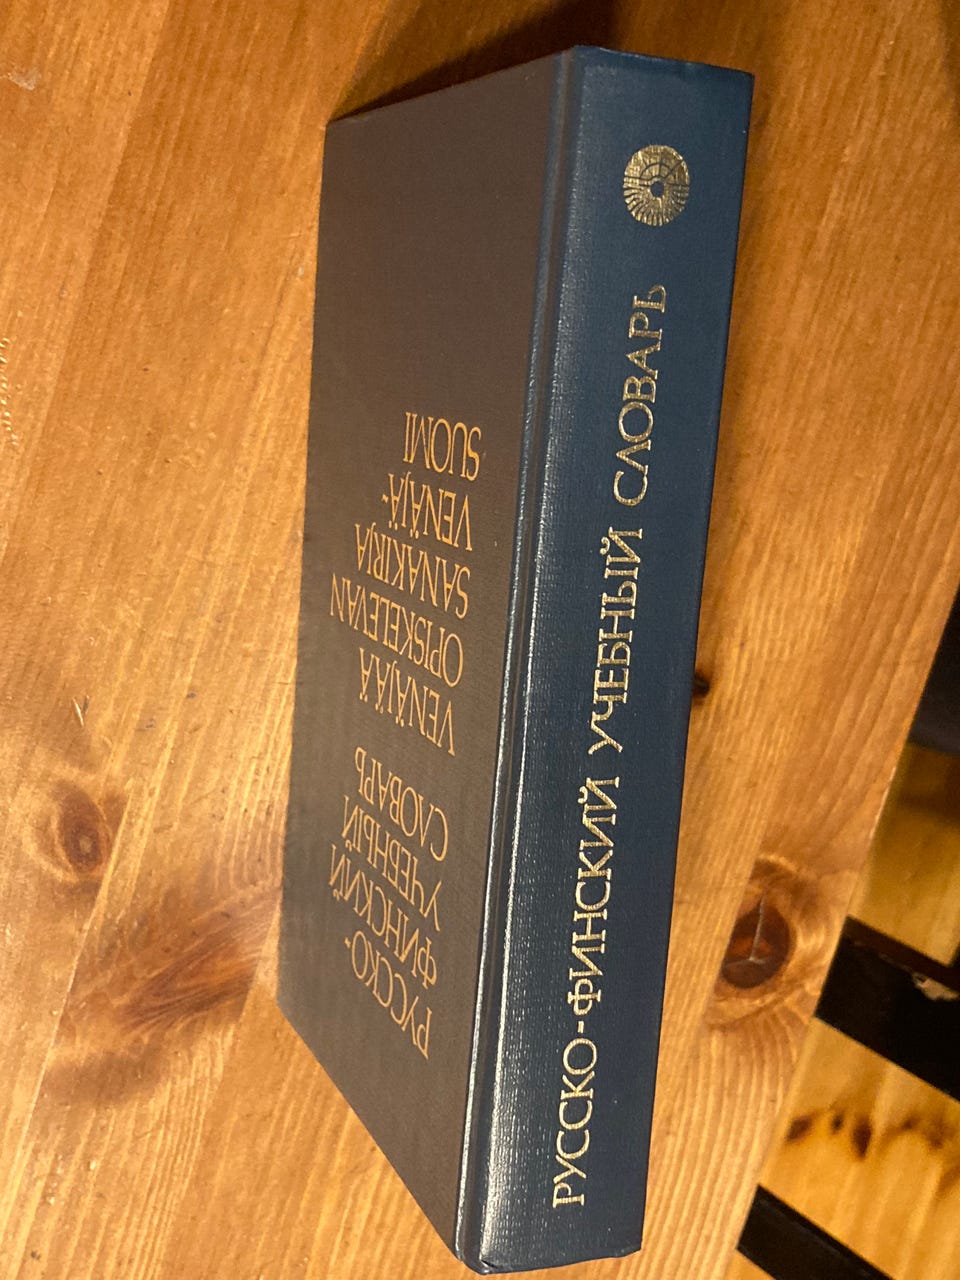 РУССКО-
ФИНСКИЙ
УЧЕБНЫЙ
СЛОВАРЬ
VENÄJÄÄ
OPISKELEVAN
SANAKIRJA
VENÄJÄ-
SUOMI
РУССКО-ФИНСКИЙ УЧЕБНЫЙ СЛОВАРЬ